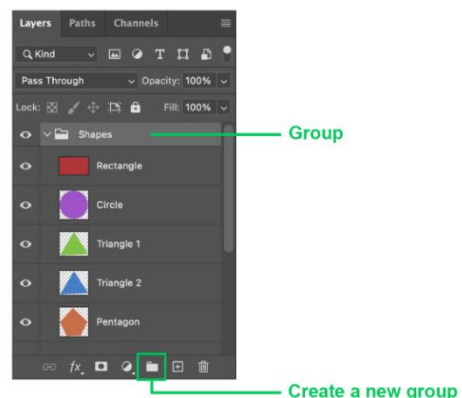 Layers Paths Channels
Kind T
Pass Through Opacity: 100%
Lock: Fill: 100%
Shapes
Group
Rectangle
Circle
Triangle 1
Triangle 2
Pentagon
fx
Create a new group